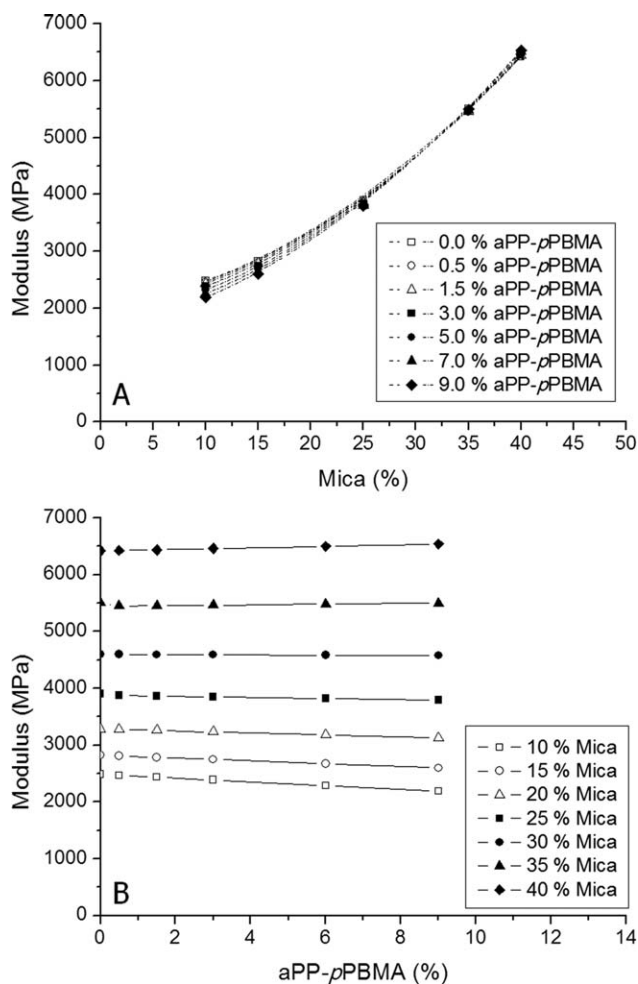 7000
6000
5000
4000
3000
2000
1000
0
Modulus (MPa)
0.0 % aPP-pPBMA
0.5 % aPP-pPBMA
1.5 % aPP-pPBMA
3.0 % aPP-pPBMA
5.0 % aPP-pPBMA
7.0 % aPP-pPBMA
9.0 % aPP-pPBMA
A
0 5 10 15 20 25 30 35 40 45 50
Mica (%)
7000
6000
5000
4000
3000
2000
1000
0
Modulus (MPa)
10 % Mica
15 % Mica
20 % Mica
25 % Mica
30 % Mica
35 % Mica
40 % Mica
B
0 2 4 6 8 10 12 14
aPP-pPBMA (%)